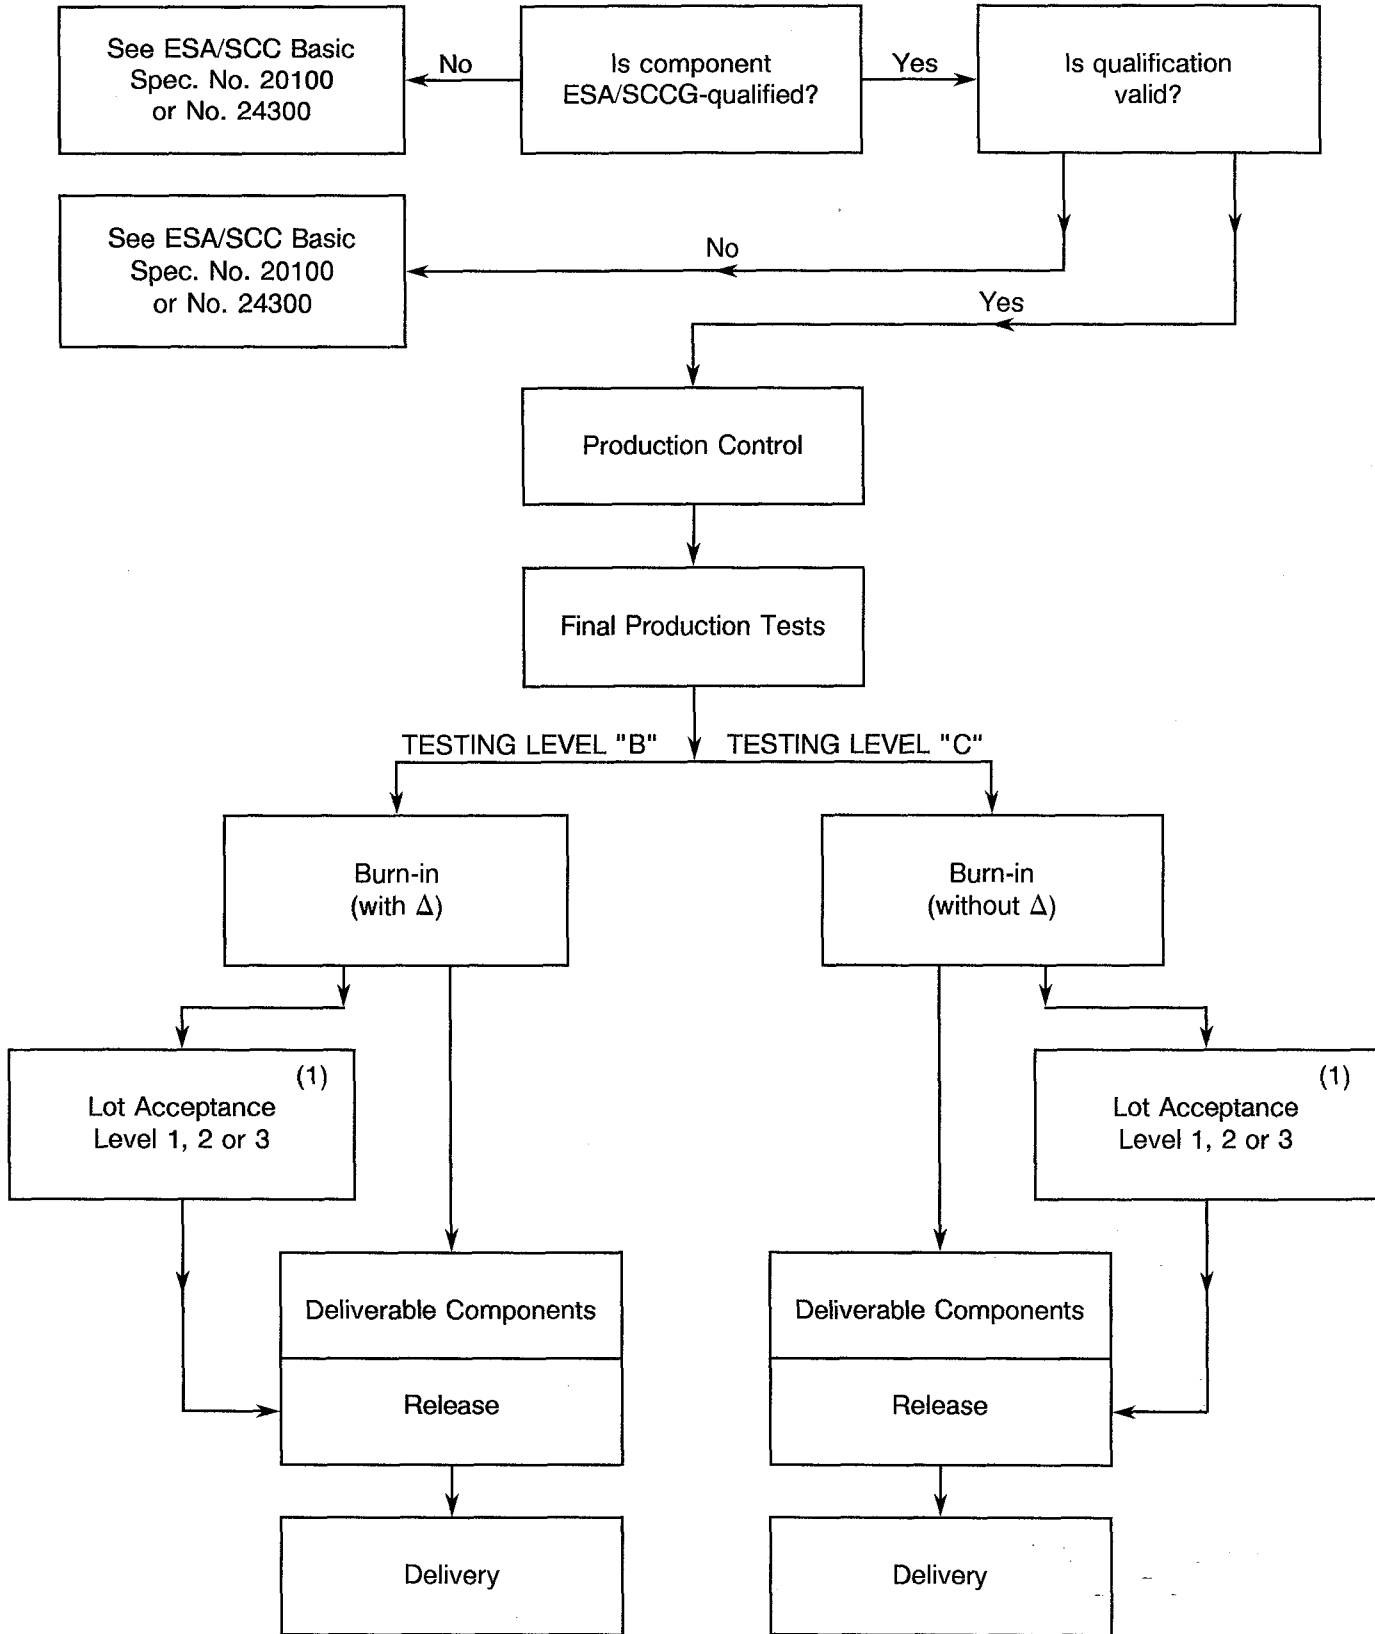 See ESA/SCC Basic
Spec. No. 20100
or No. 24300
No
Is component
ESA/SCCG-qualified?
Yes
Is qualification
valid?
See ESA/SCC Basic
Spec. No. 20100
or No. 24300
No
Yes
Production Control
Final Production Tests
TESTING LEVEL "B"
TESTING LEVEL "C"
Burn-in
(with Δ)
Burn-in
(without Δ)
(1)
Lot Acceptance
Level 1, 2 or 3
(1)
Lot Acceptance
Level 1, 2 or 3
Deliverable Components
Release
Deliverable Components
Release
Delivery
Delivery